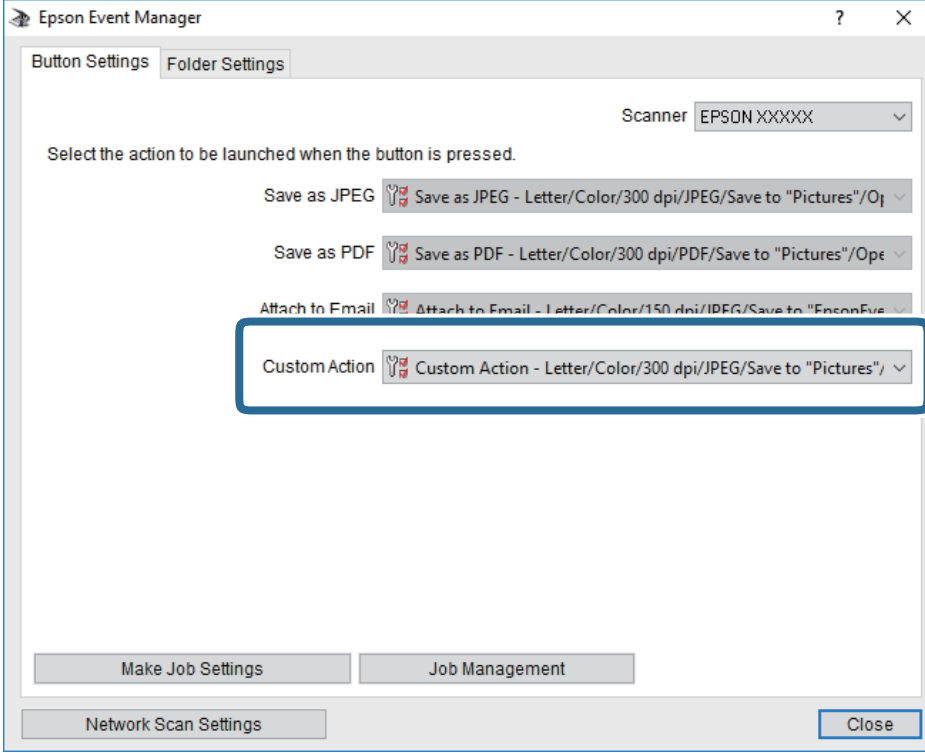 Epson Event Manager
Button Settings Folder Settings
Scanner EPSON XXXXX
Select the action to be launched when the button is pressed.
Save as JPEG Save as JPEG - Letter/Color/300 dpi/JPEG/Save to "Pictures"/Op
Save as PDF Save as PDF - Letter/Color/300 dpi/PDF/Save to "Pictures"/Ope
Attach to Email Attach to Email - Letter/Color/150 dpi/JPEG/Save to "EpsonEve
Custom Action Custom Action - Letter/Color/300 dpi/JPEG/Save to "Pictures"/
Make Job Settings Job Management
Network Scan Settings Close